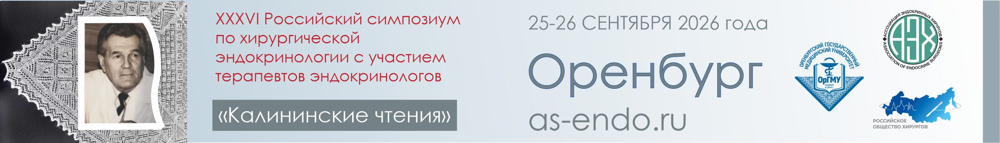 XXXVI Российский симпозиум
по хирургической
эндокринологии с участием
терапевтов эндокринологов
«Калининские чтения»
25-26 СЕНТЯБРЯ 2026 года
Оренбург
as-endo.ru
ОРЕНБУРГСКИЙ ГОСУДАРСТВЕННЫЙ
МЕДИЦИНСКИЙ УНИВЕРСИТЕТ
ОрГМУ
ОСНОВАН
в 1944 г.
АССОЦИАЦИЯ ЭНДОКРИННЫХ ХИРУРГОВ
АЭХ
ASSOCIATION OF ENDOCRINE SURGEONS
РОССИЙСКОЕ
ОБЩЕСТВО ХИРУРГОВ